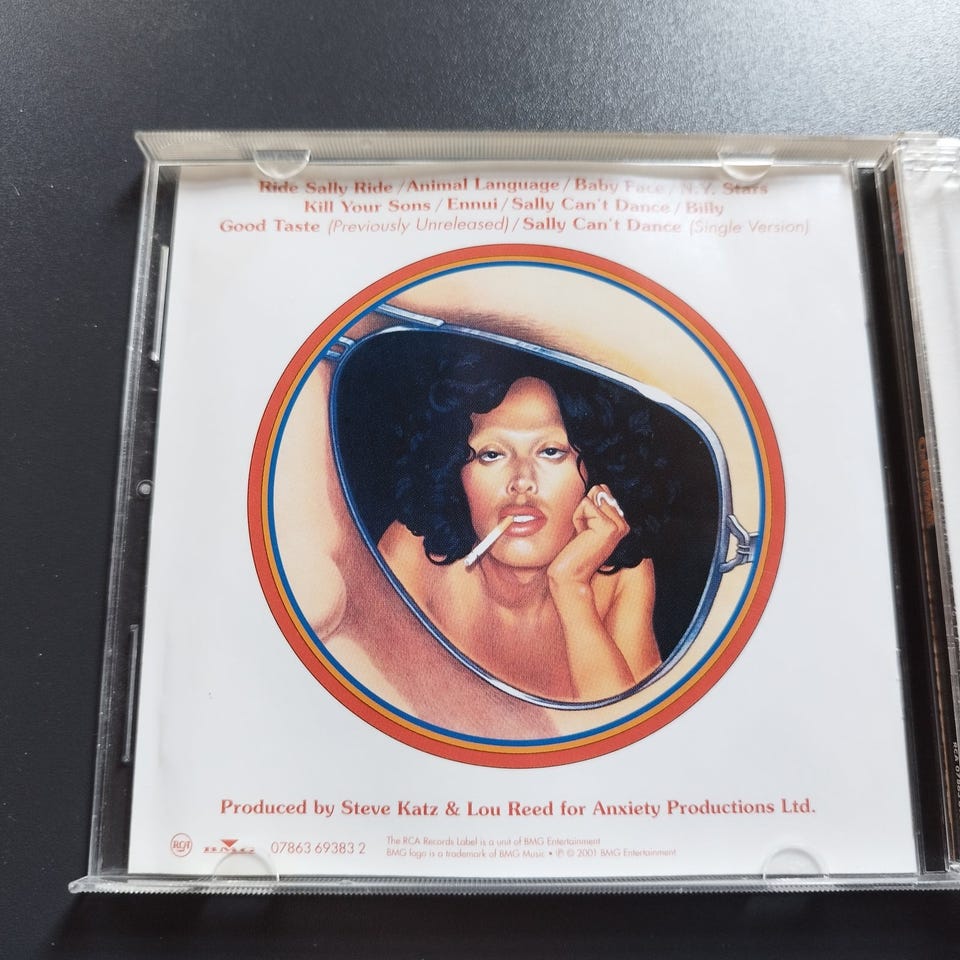 Ride Sally Ride / Animal Language / Baby Face / N.Y. Stars
Kill Your Sons / Ennui / Sally Can't Dance / Billy
Good Taste (Previously Unreleased) / Sally Can't Dance (Single Version)
Produced by Steve Katz & Lou Reed for Anxiety Productions Ltd.
RCA BMG 07863 69383 2
The RCA Records Label is a unit of BMG Entertainment
BMG logo is a trademark of BMG Music • ℗ © 2001 BMG Entertainment